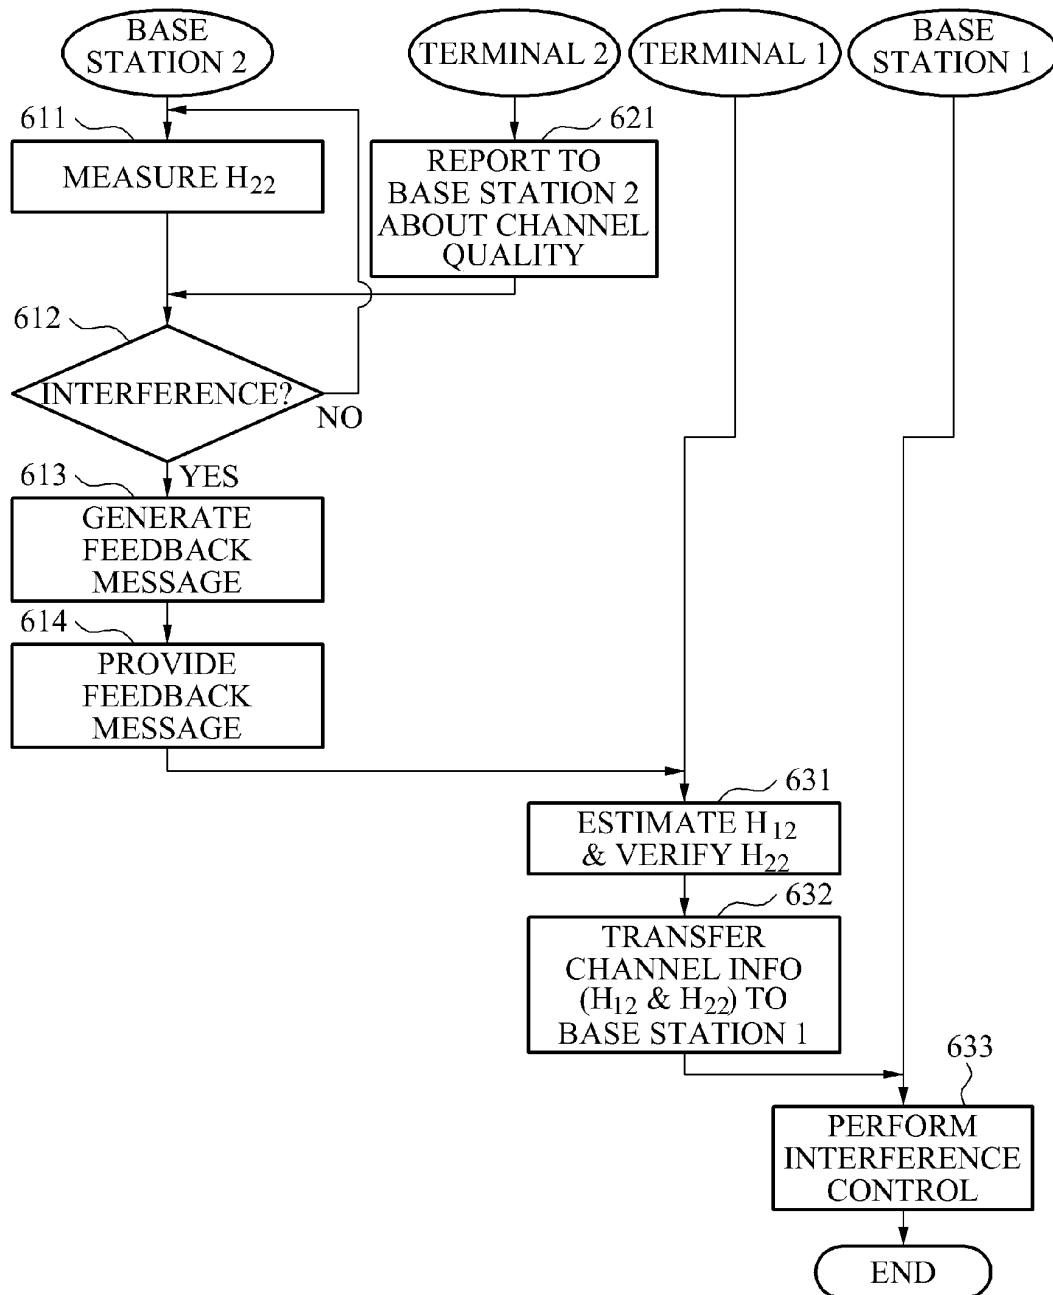 BASE
STATION 2
TERMINAL 2
TERMINAL 1
BASE
STATION 1
611
MEASURE H22
621
REPORT TO
BASE STATION 2
ABOUT CHANNEL
QUALITY
612
INTERFERENCE?
NO
YES
613
GENERATE
FEEDBACK
MESSAGE
614
PROVIDE
FEEDBACK
MESSAGE
631
ESTIMATE H12
& VERIFY H22
632
TRANSFER
CHANNEL INFO
(H12 & H22) TO
BASE STATION 1
633
PERFORM
INTERFERENCE
CONTROL
END